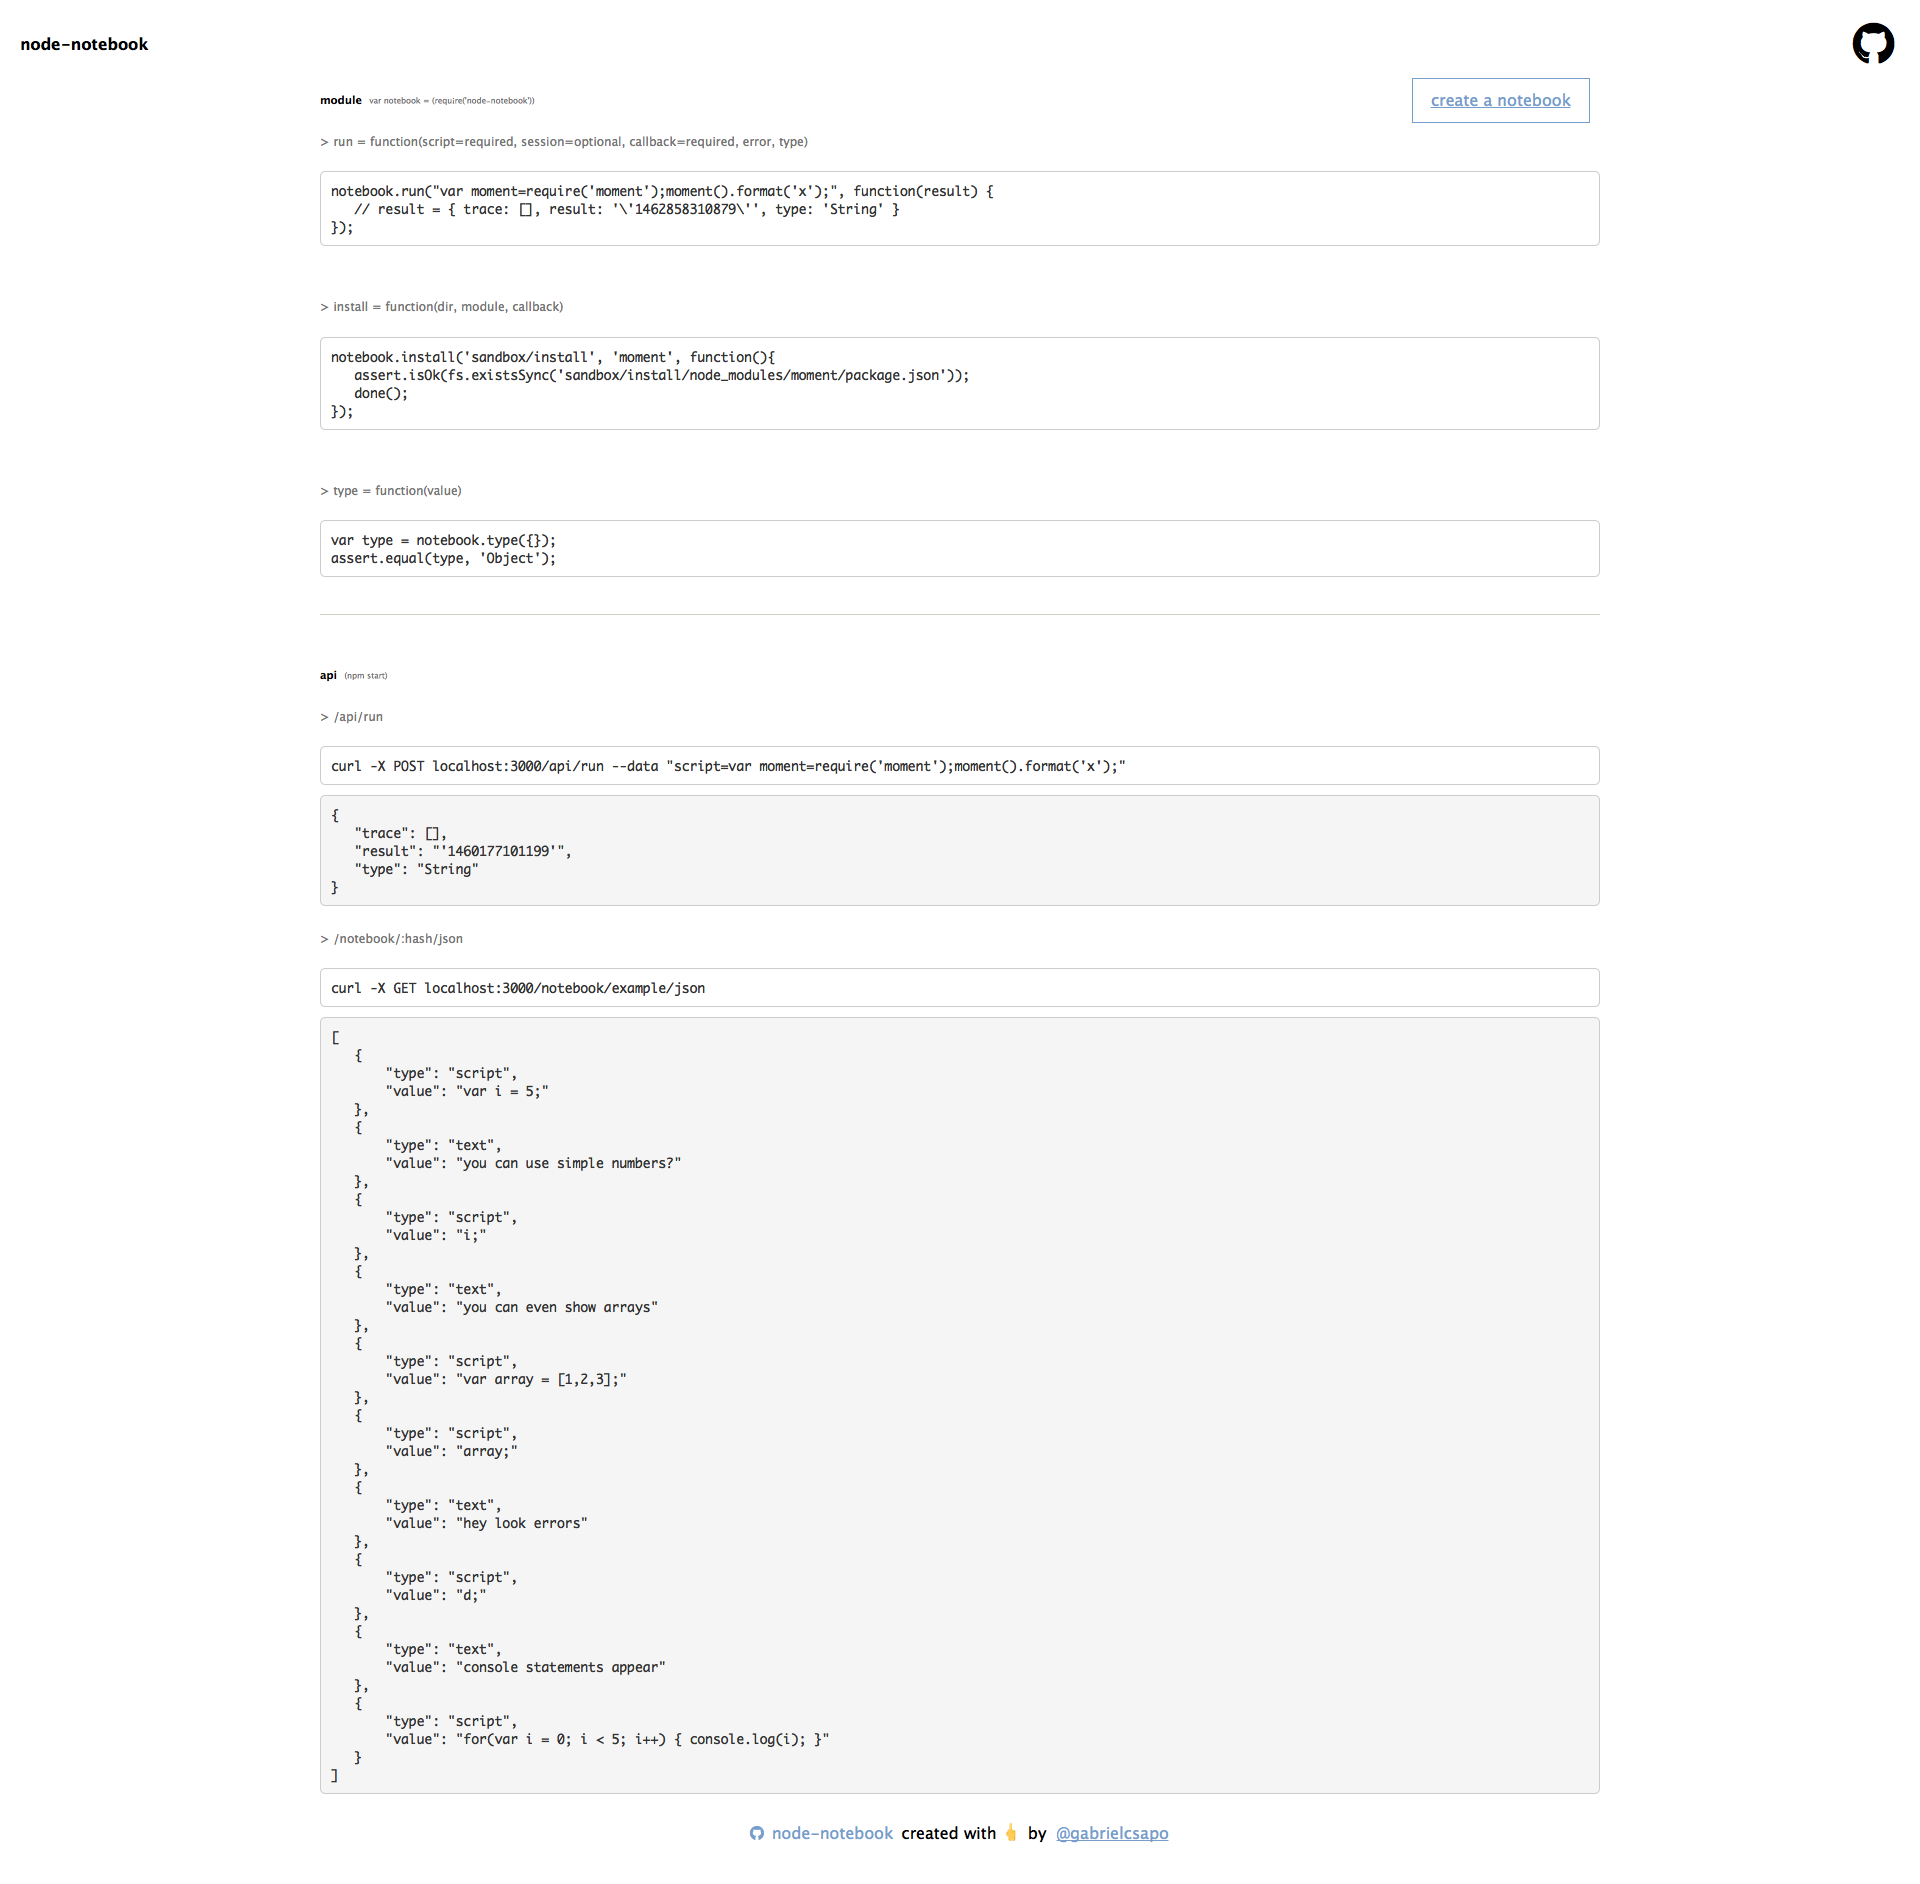 node-notebook
module var notebook = (require('node-notebook'))
create a notebook
> run = function(script=required, session=optional, callback=required, error, type)
notebook.run("var moment=require('moment');moment().format('x');", function(result) {
   // result = { trace: [], result: '\'1462858310879\'', type: 'String' }
});
> install = function(dir, module, callback)
notebook.install('sandbox/install', 'moment', function(){
   assert.isOk(fs.existsSync('sandbox/install/node_modules/moment/package.json'));
   done();
});
> type = function(value)
var type = notebook.type({});
assert.equal(type, 'Object');
api (npm start)
> /api/run
curl -X POST localhost:3000/api/run --data "script=var moment=require('moment');moment().format('x');"
{
   "trace": [],
   "result": "'1460177101199'",
   "type": "String"
}
> /notebook/:hash/json
curl -X GET localhost:3000/notebook/example/json
[
   {
       "type": "script",
       "value": "var i = 5;"
   },
   {
       "type": "text",
       "value": "you can use simple numbers?"
   },
   {
       "type": "script",
       "value": "i;"
   },
   {
       "type": "text",
       "value": "you can even show arrays"
   },
   {
       "type": "script",
       "value": "var array = [1,2,3];"
   },
   {
       "type": "script",
       "value": "array;"
   },
   {
       "type": "text",
       "value": "hey look errors"
   },
   {
       "type": "script",
       "value": "d;"
   },
   {
       "type": "text",
       "value": "console statements appear"
   },
   {
       "type": "script",
       "value": "for(var i = 0; i < 5; i++) { console.log(i); }"
   }
]
node-notebook created with 👆 by @gabrielcsapo